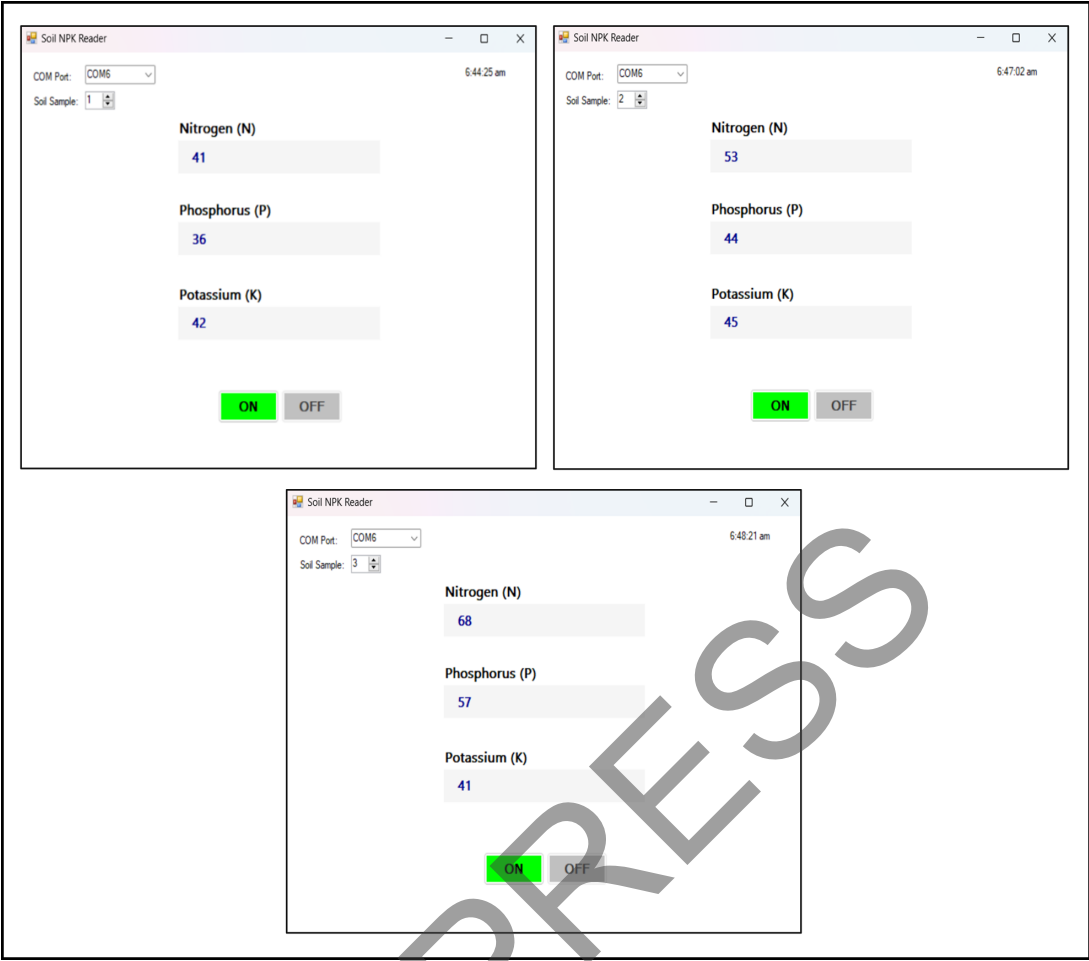 Soil NPK Reader
COM Port: COM6
6:44:25 am
Soil Sample: 1
Nitrogen (N)
41
Phosphorus (P)
36
Potassium (K)
42
ON OFF
Soil NPK Reader
COM Port: COM6
6:47:02 am
Soil Sample: 2
Nitrogen (N)
53
Phosphorus (P)
44
Potassium (K)
45
ON OFF
Soil NPK Reader
COM Port: COM6
6:48:21 am
Soil Sample: 3
Nitrogen (N)
68
Phosphorus (P)
57
Potassium (K)
41
ON OFF
PRESS